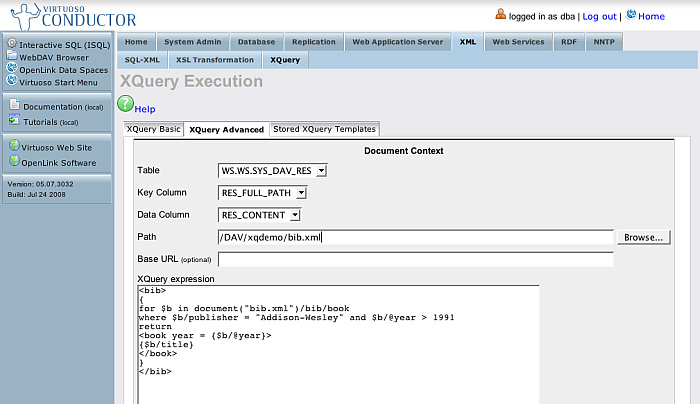 VIRTUOSO
CONDUCTOR
logged in as dba | Log out | Home
Interactive SQL (ISQL)
WebDAV Browser
OpenLink Data Spaces
Virtuoso Start Menu
Documentation (local)
Tutorials (local)
Virtuoso Web Site
OpenLink Software
Version: 05.07.3032
Build: Jul 24 2008
Home System Admin Database Replication Web Application Server XML Web Services RDF NNTP
SQL-XML XSL Transformation XQuery
XQuery Execution
? Help
XQuery Basic XQuery Advanced Stored XQuery Templates
Document Context
Table WS.WS.SYS_DAV_RES
Key Column RES_FULL_PATH
Data Column RES_CONTENT
Path /DAV/xqdemo/bib.xml Browse...
Base URL (optional)
XQuery expression
<bib>
{
for $b in document("bib.xml")/bib/book
where $b/publisher = "Addison-Wesley" and $b/@year > 1991
return
<book year = {$b/@year}>
{$b/title}
</book>
}
</bib>